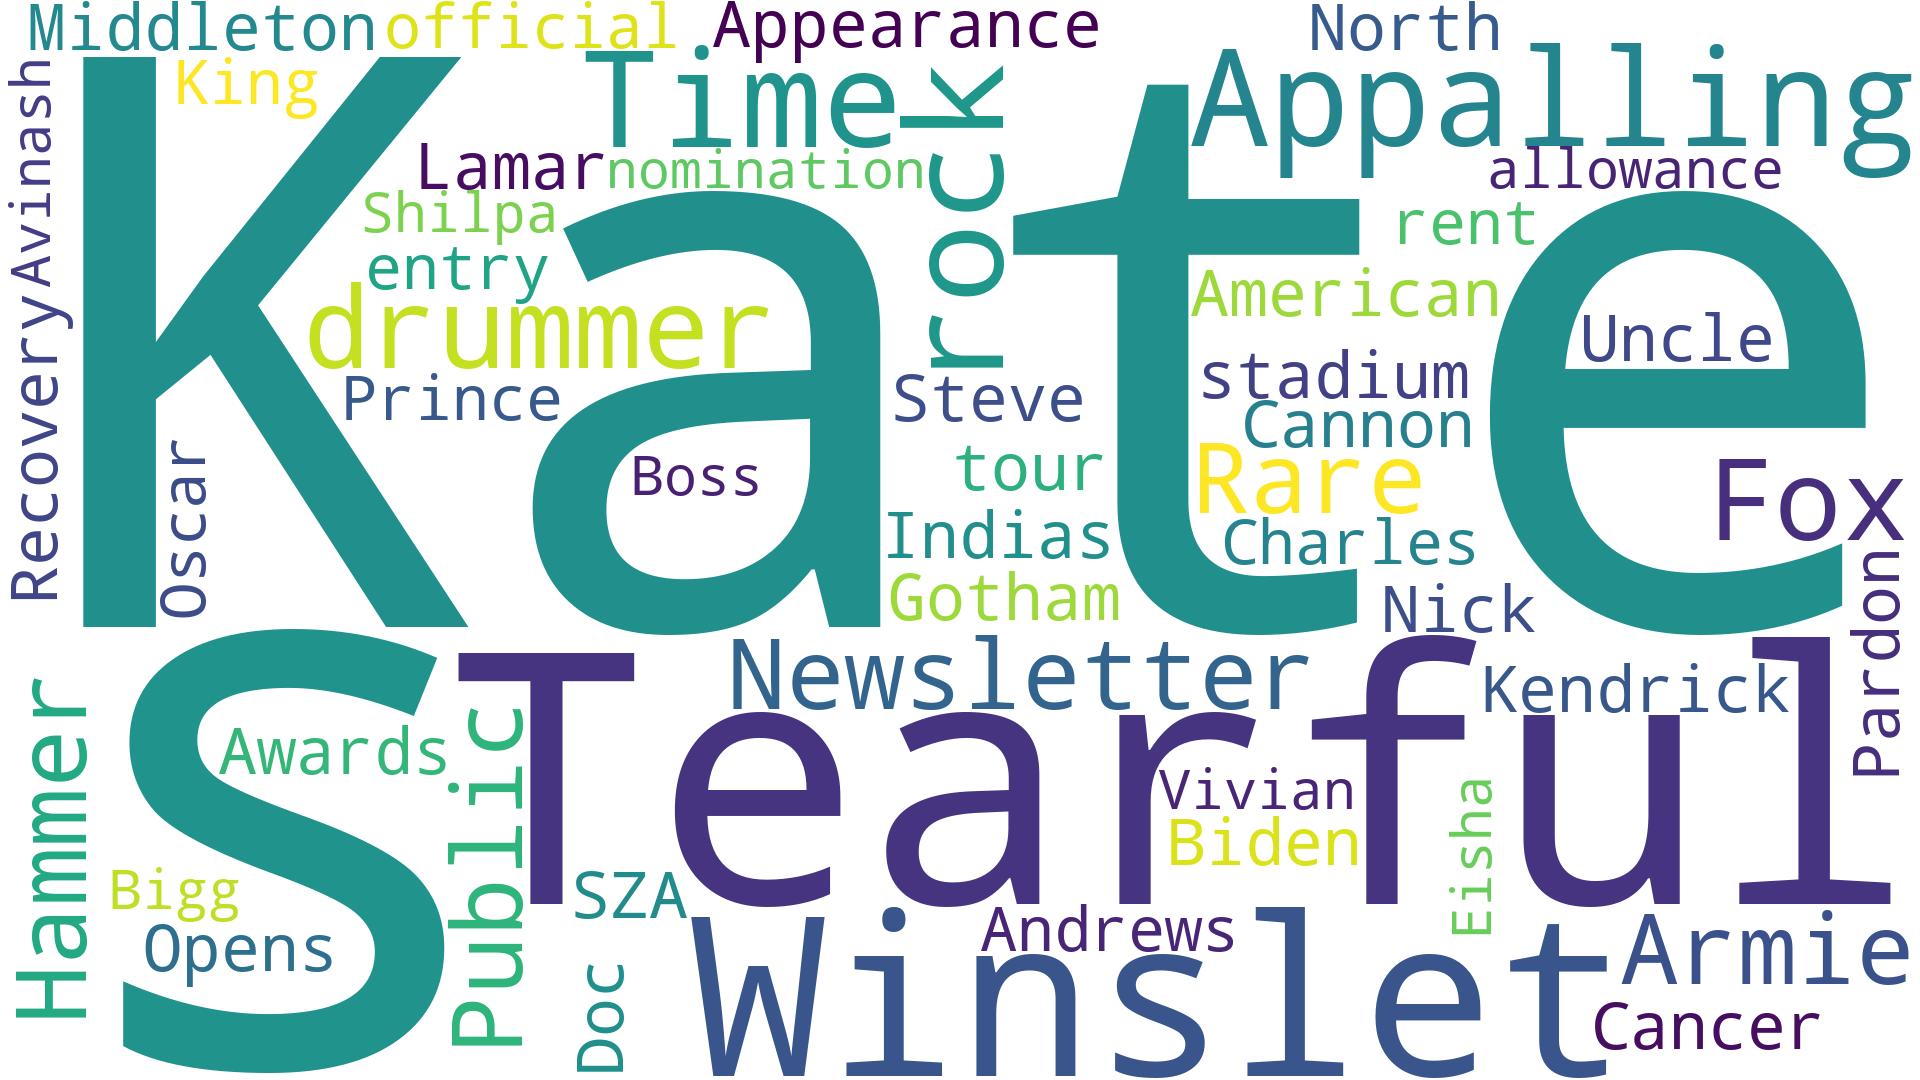 Middleton
official
Appearance
North
King
Time
Appalling
Kate
rock
Avinash
Lamar
nomination
allowance
Shilpa
rent
entry
American
drummer
Uncle
Recovery
Prince
Steve
stadium
Cannon
Oscar
Boss
tour
Rare
Fox
Indias
Charles
Gotham
Nick
Pardon
S
Tearful
Newsletter
Kendrick
Hammer
Awards
Public
Vivian
Biden
Eisha
Bigg
SZA
Andrews
Armie
Opens
Winslet
Doc
Cancer